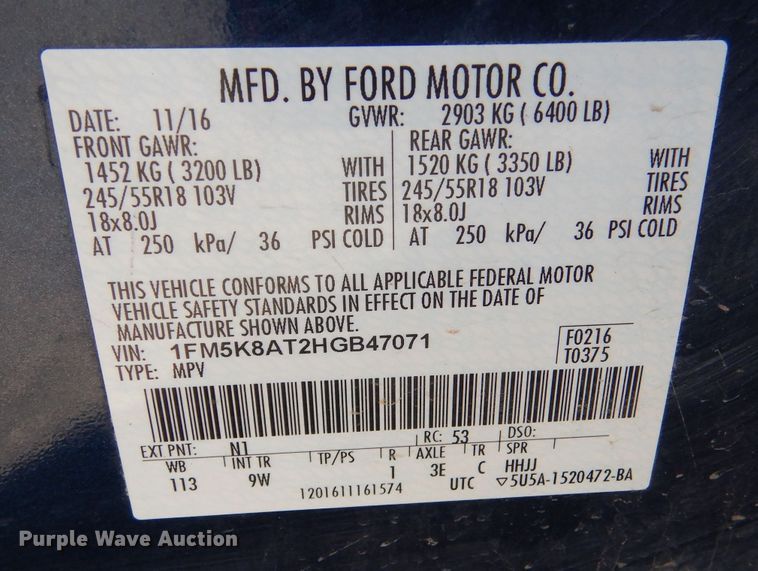 MFD. BY FORD MOTOR CO.
DATE: 11/16 GVWR: 2903 KG ( 6400 LB)
FRONT GAWR: REAR GAWR:
1452 KG ( 3200 LB) WITH 1520 KG ( 3350 LB) WITH
245/55R18 103V TIRES 245/55R18 103V TIRES
18x8.0J RIMS 18x8.0J RIMS
AT 250 kPa/ 36 PSI COLD AT 250 kPa/ 36 PSI COLD
THIS VEHICLE CONFORMS TO ALL APPLICABLE FEDERAL MOTOR
VEHICLE SAFETY STANDARDS IN EFFECT ON THE DATE OF
MANUFACTURE SHOWN ABOVE.
VIN: 1FM5K8AT2HGB47071 F0216
TYPE: MPV T0375
EXT PNT: N1 RC: 53 DSO:
WB INT TR TP/PS R AXLE TR SPR
113 9W 1 3E C HHJJ
1201611161574 UTC ▽5U5A-1520472-BA
Purple Wave Auction